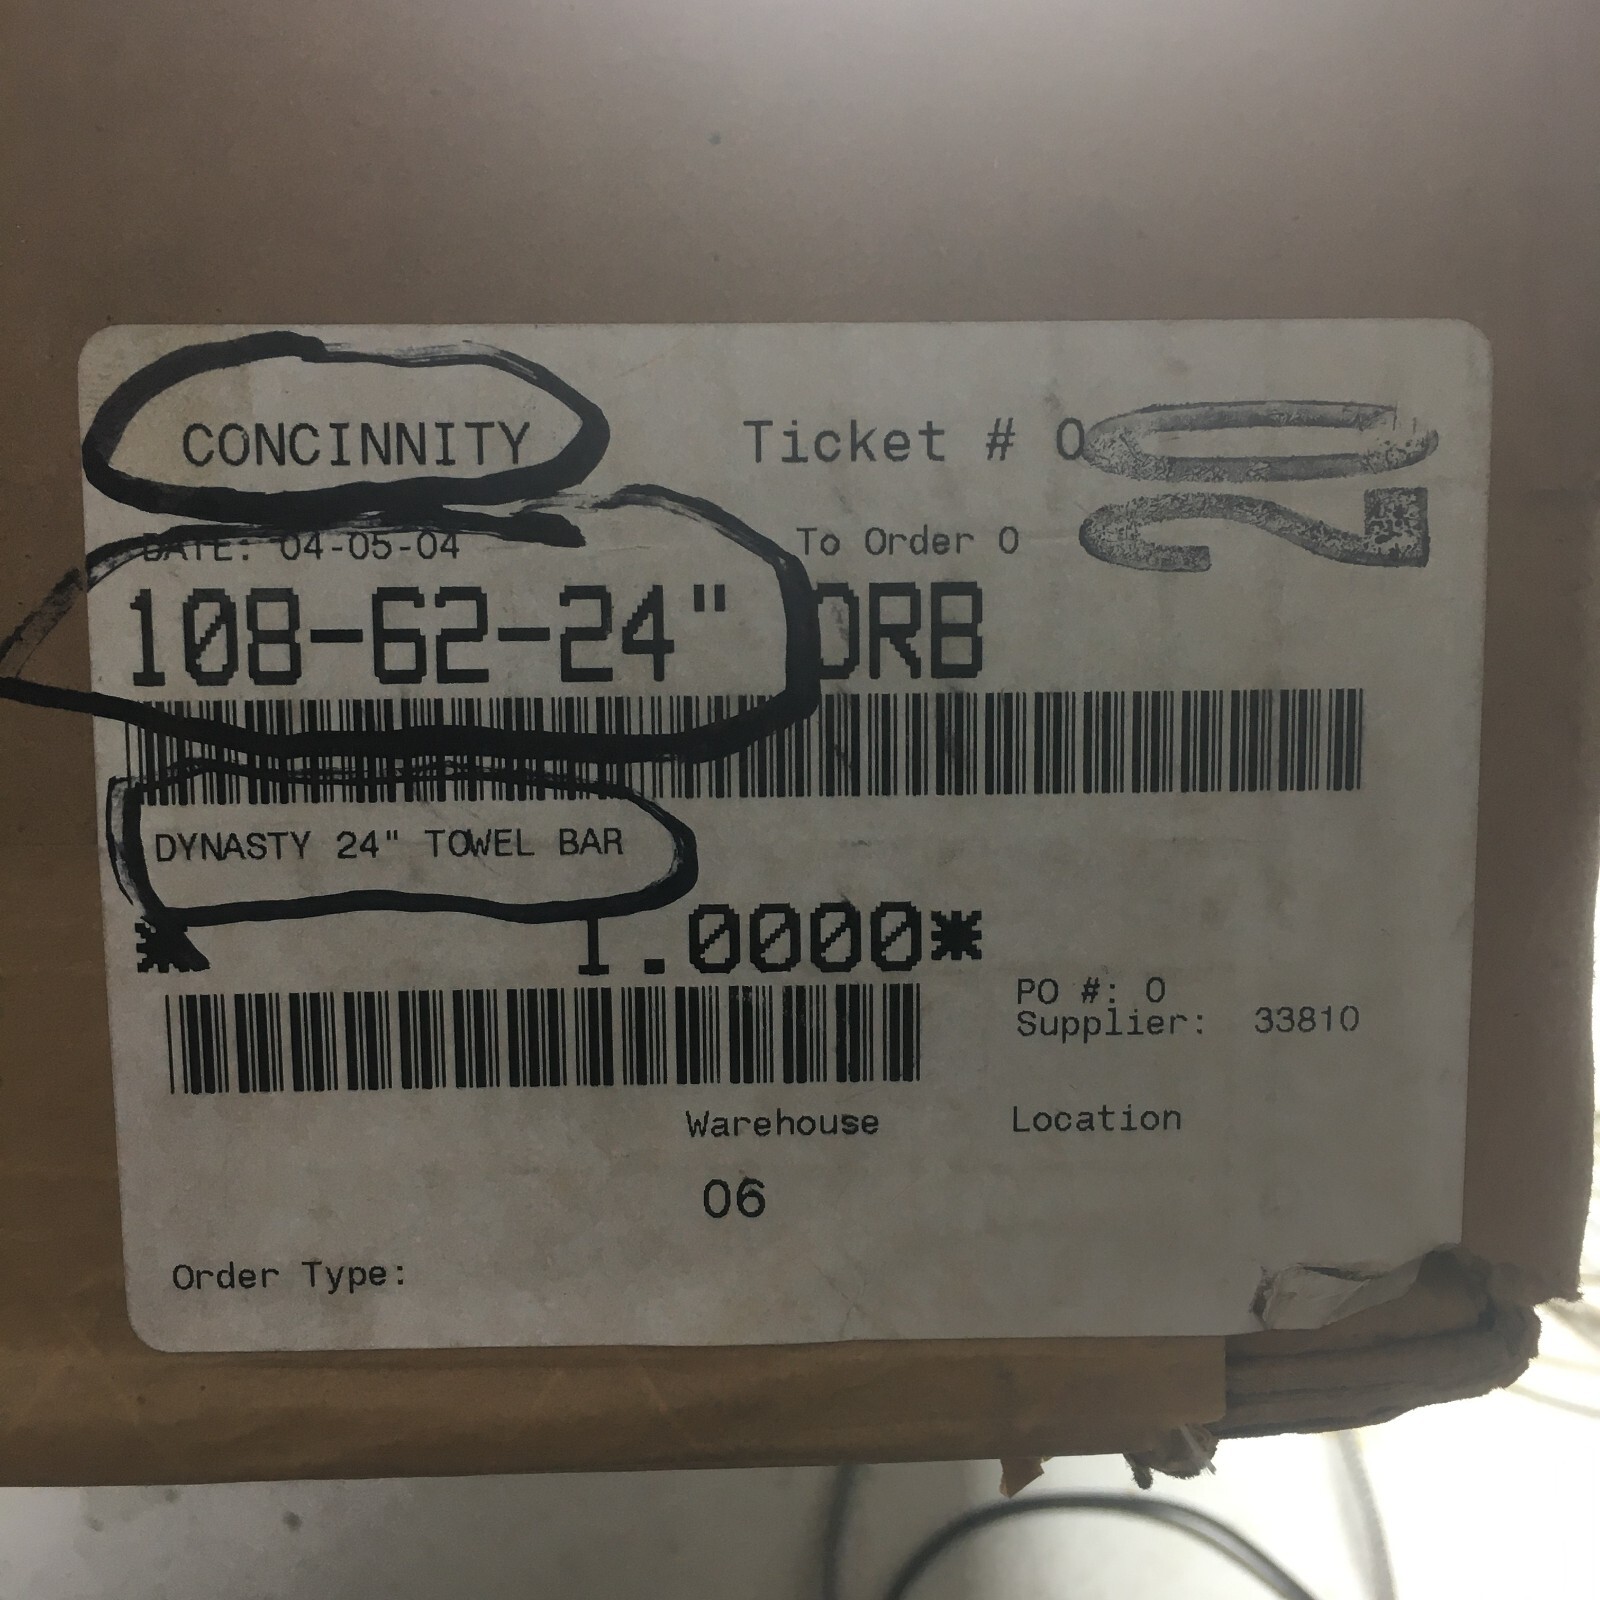 CONCINNITY
Ticket # 0
20
DATE: 04-05-04
To Order 0
108-62-24" ORB
DYNASTY 24" TOWEL BAR
* 1.0000*
PO #: 0
Supplier: 33810
Warehouse Location
06
Order Type: